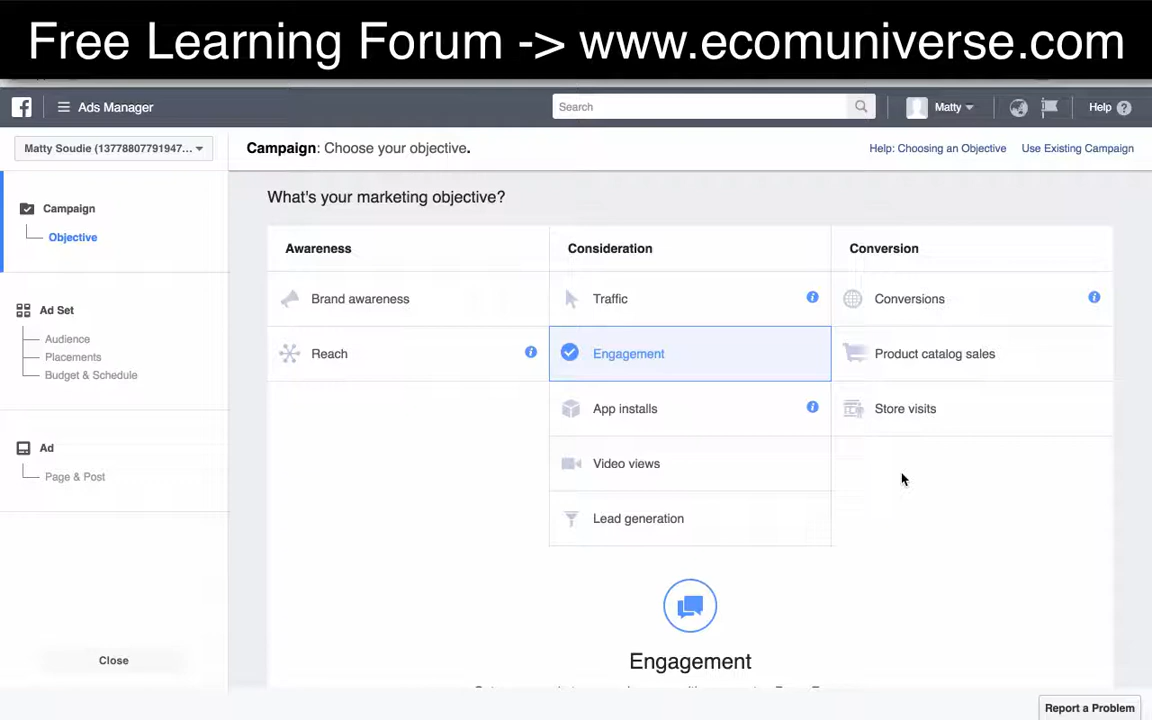 Free Learning Forum -> www.ecomuniverse.com
Ads Manager
Search
Matty
Help
Matty Soudie (13778807791947...
Campaign: Choose your objective.
Help: Choosing an Objective
Use Existing Campaign
Campaign
Objective
Ad Set
Audience
Placements
Budget & Schedule
Ad
Page & Post
Close
What's your marketing objective?
Awareness
Consideration
Conversion
Brand awareness
Traffic
Conversions
Reach
Engagement
Product catalog sales
App installs
Store visits
Video views
Lead generation
Engagement
Report a Problem